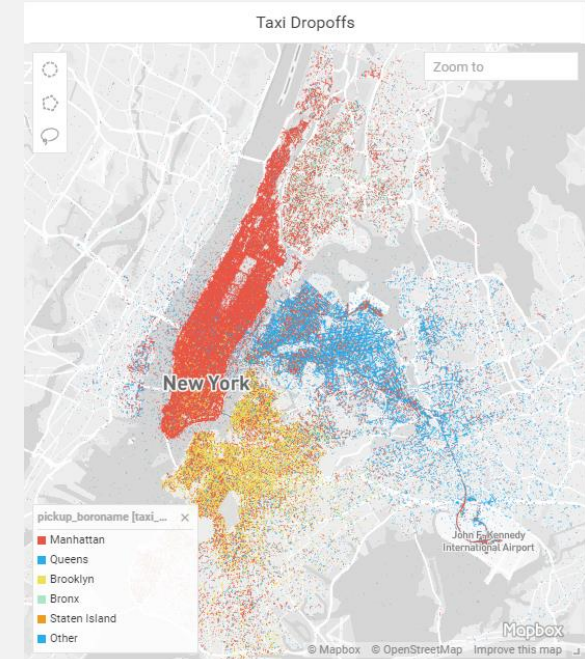 Taxi Dropoffs
Zoom to
New York
John F. Kennedy
International Airport
pickup_boroname [taxi_...
Manhattan
Queens
Brooklyn
Bronx
Staten Island
Other
Mapbox
© Mapbox © OpenStreetMap Improve this map